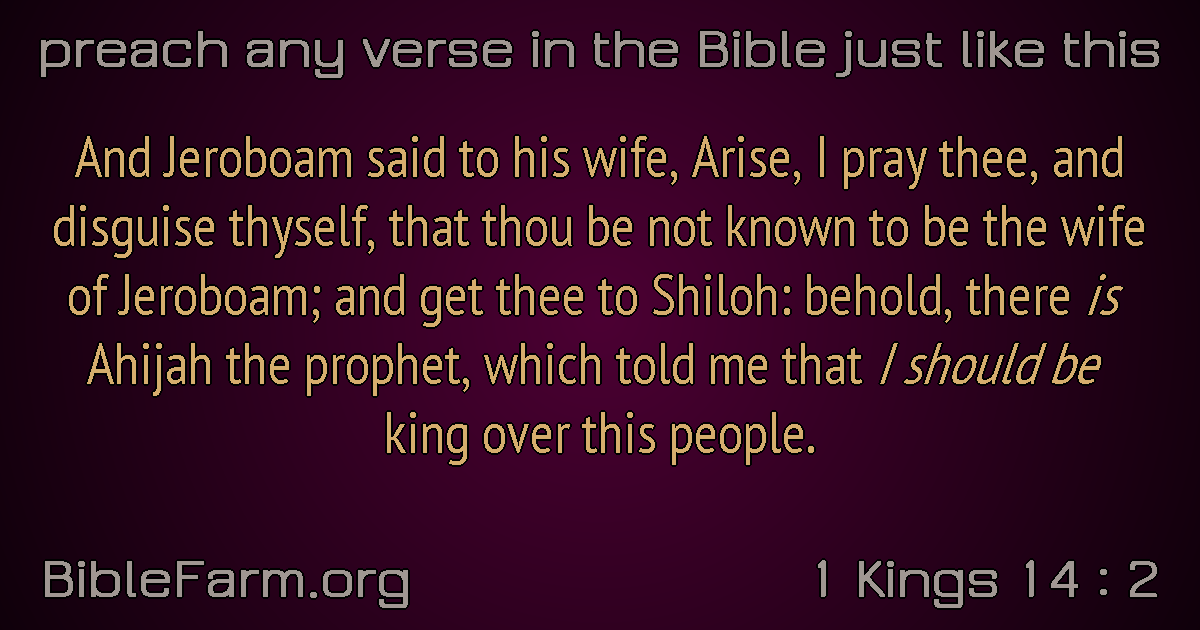 preach any verse in the Bible just like this
And Jeroboam said to his wife, Arise, I pray thee, and
disguise thyself, that thou be not known to be the wife
of Jeroboam; and get thee to Shiloh: behold, there is
Ahijah the prophet, which told me that I should be
king over this people.
BibleFarm.org
1 Kings 14 : 2